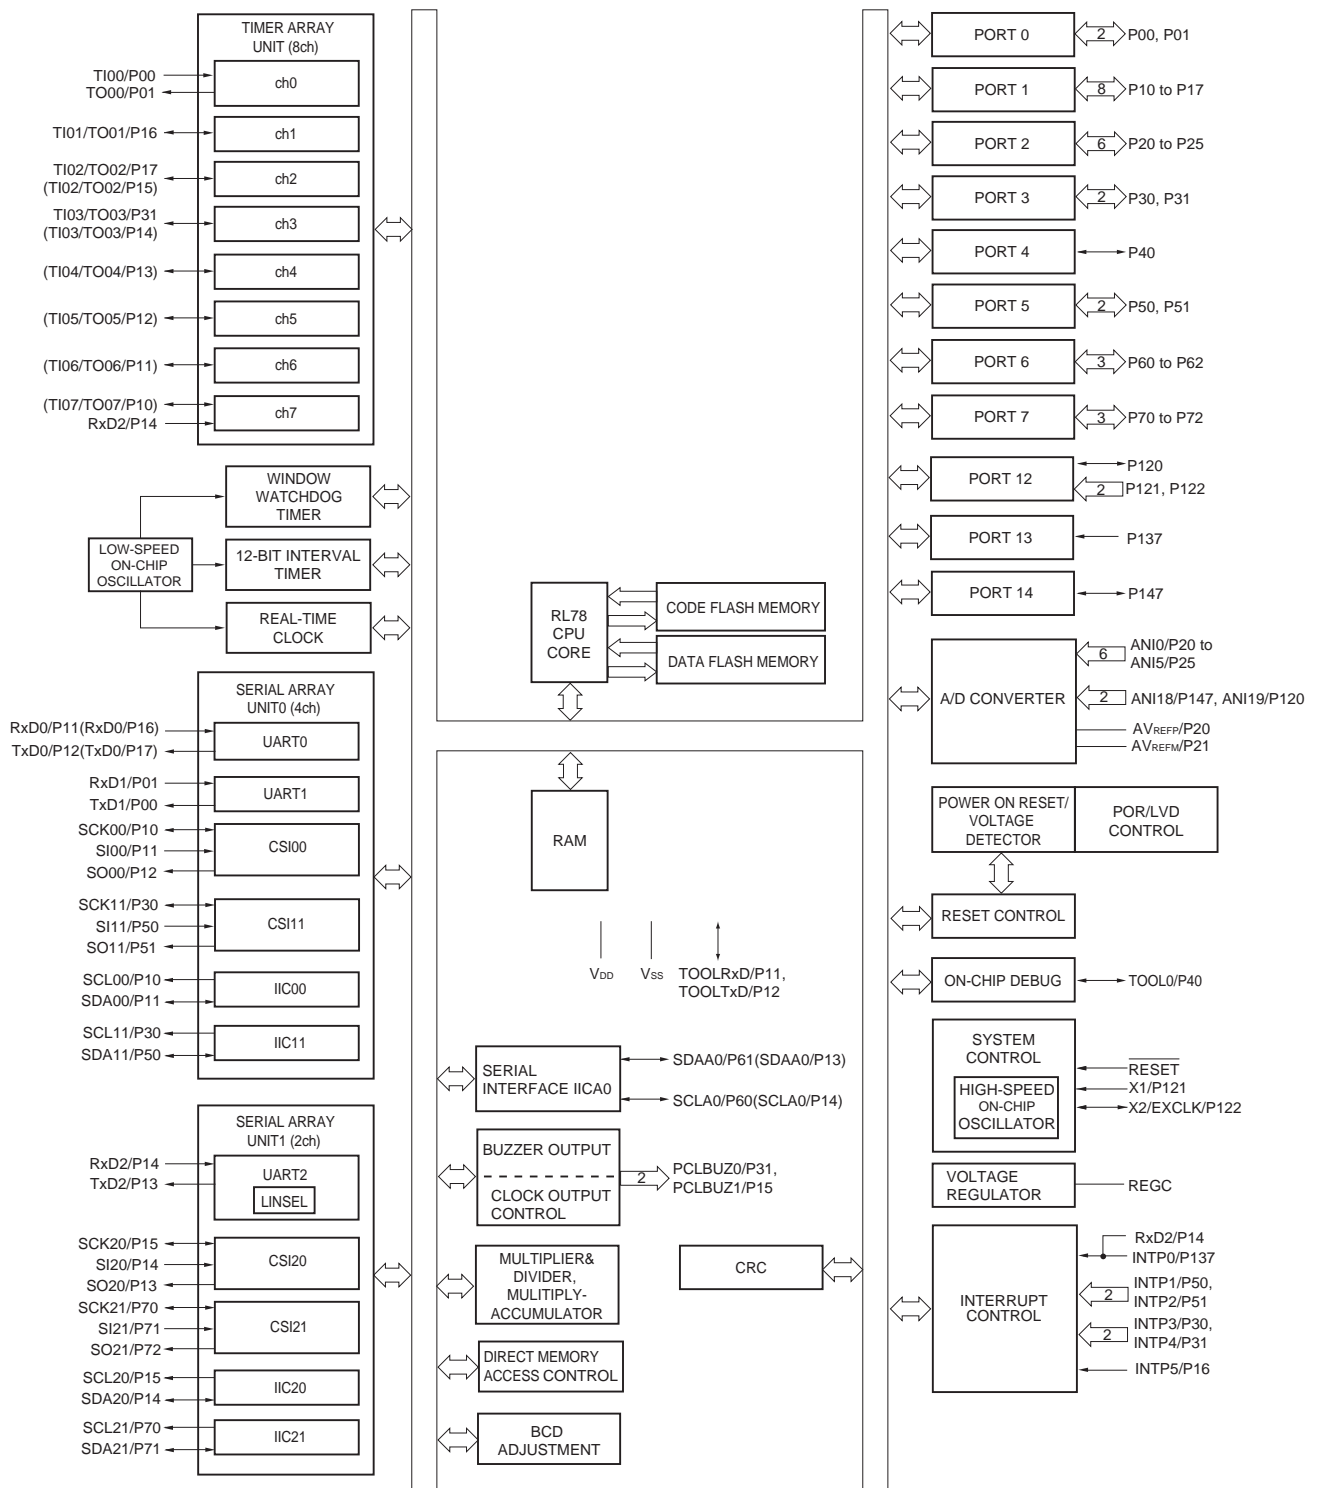 TIMER ARRAY
UNIT (8ch)
TI00/P00
TO00/P01
ch0
TI01/TO01/P16
ch1
TI02/TO02/P17
(TI02/TO02/P15)
ch2
TI03/TO03/P31
(TI03/TO03/P14)
ch3
(TI04/TO04/P13)
ch4
(TI05/TO05/P12)
ch5
(TI06/TO06/P11)
ch6
(TI07/TO07/P10)
RxD2/P14
ch7
LOW-SPEED
ON-CHIP
OSCILLATOR
WINDOW
WATCHDOG
TIMER
12-BIT INTERVAL
TIMER
REAL-TIME
CLOCK
SERIAL ARRAY
UNIT0 (4ch)
RxD0/P11(RxD0/P16)
TxD0/P12(TxD0/P17)
UART0
RxD1/P01
TxD1/P00
UART1
SCK00/P10
SI00/P11
SO00/P12
CSI00
SCK11/P30
SI11/P50
SO11/P51
CSI11
SCL00/P10
SDA00/P11
IIC00
SCL11/P30
SDA11/P50
IIC11
SERIAL ARRAY
UNIT1 (2ch)
RxD2/P14
TxD2/P13
UART2
LINSEL
SCK20/P15
SI20/P14
SO20/P13
CSI20
SCK21/P70
SI21/P71
SO21/P72
CSI21
SCL20/P15
SDA20/P14
IIC20
SCL21/P70
SDA21/P71
IIC21
RL78
CPU
CORE
CODE FLASH MEMORY
DATA FLASH MEMORY
RAM
VDD
VSS
TOOLRxD/P11,
TOOLTxD/P12
SERIAL
INTERFACE IICA0
SDAA0/P61(SDAA0/P13)
SCLA0/P60(SCLA0/P14)
BUZZER OUTPUT
CLOCK OUTPUT
CONTROL
2
PCLBUZ0/P31,
PCLBUZ1/P15
MULTIPLIER&
DIVIDER,
MULITIPLY-
ACCUMULATOR
CRC
DIRECT MEMORY
ACCESS CONTROL
BCD
ADJUSTMENT
PORT 0
2
P00, P01
PORT 1
8
P10 to P17
PORT 2
6
P20 to P25
PORT 3
2
P30, P31
PORT 4
P40
PORT 5
2
P50, P51
PORT 6
3
P60 to P62
PORT 7
3
P70 to P72
PORT 12
P120
2
P121, P122
PORT 13
P137
PORT 14
P147
A/D CONVERTER
6
ANI0/P20 to
ANI5/P25
2
ANI18/P147, ANI19/P120
AVREFP/P20
AVREFM/P21
POWER ON RESET/
VOLTAGE
DETECTOR
POR/LVD
CONTROL
RESET CONTROL
ON-CHIP DEBUG
TOOL0/P40
SYSTEM
CONTROL
HIGH-SPEED
ON-CHIP
OSCILLATOR
RESET
X1/P121
X2/EXCLK/P122
VOLTAGE
REGULATOR
REGC
INTERRUPT
CONTROL
RxD2/P14
INTP0/P137
2
INTP1/P50,
INTP2/P51
2
INTP3/P30,
INTP4/P31
INTP5/P16